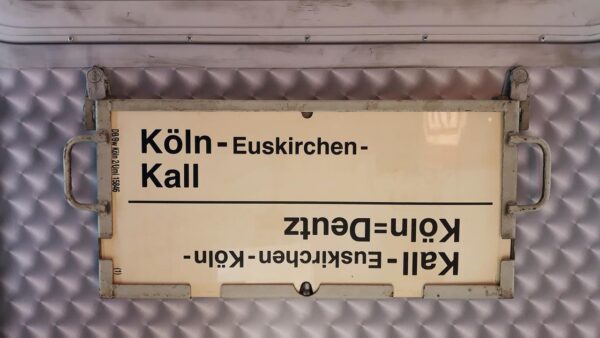 Köln - Euskirchen -
Kall
Kall - Euskirchen - Köln -
Köln=Deutz